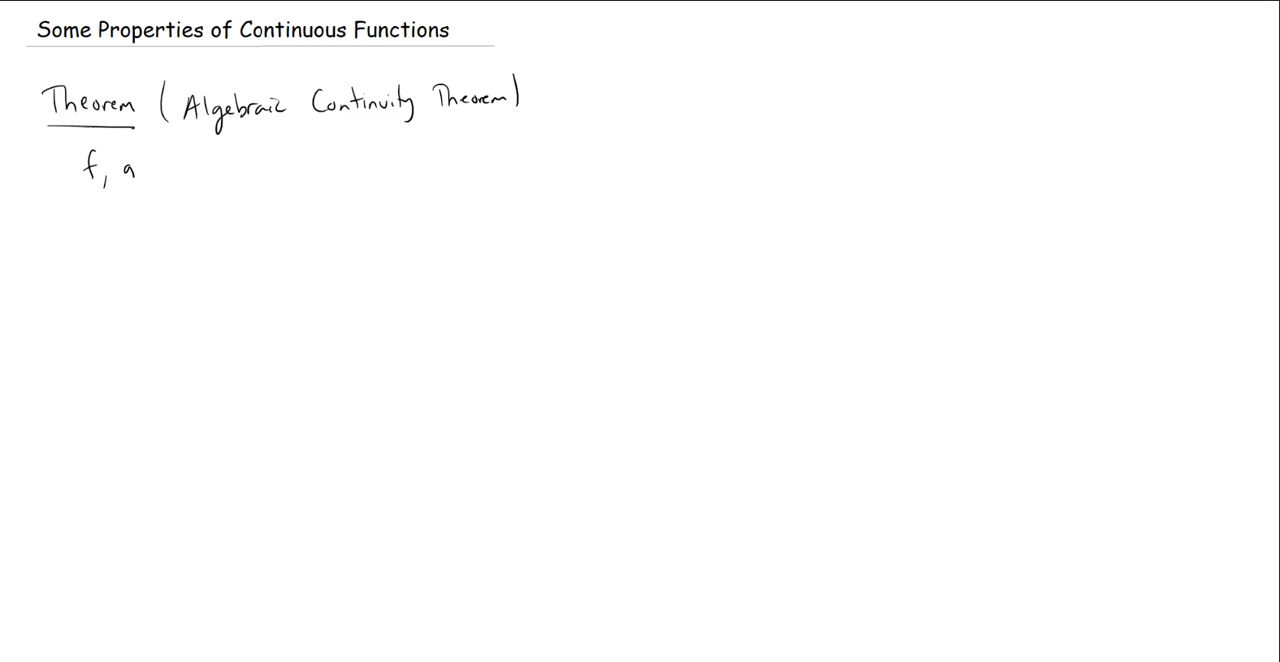 Some Properties of Continuous Functions
Theorem (Algebraic Continuity Theorem)
f, a